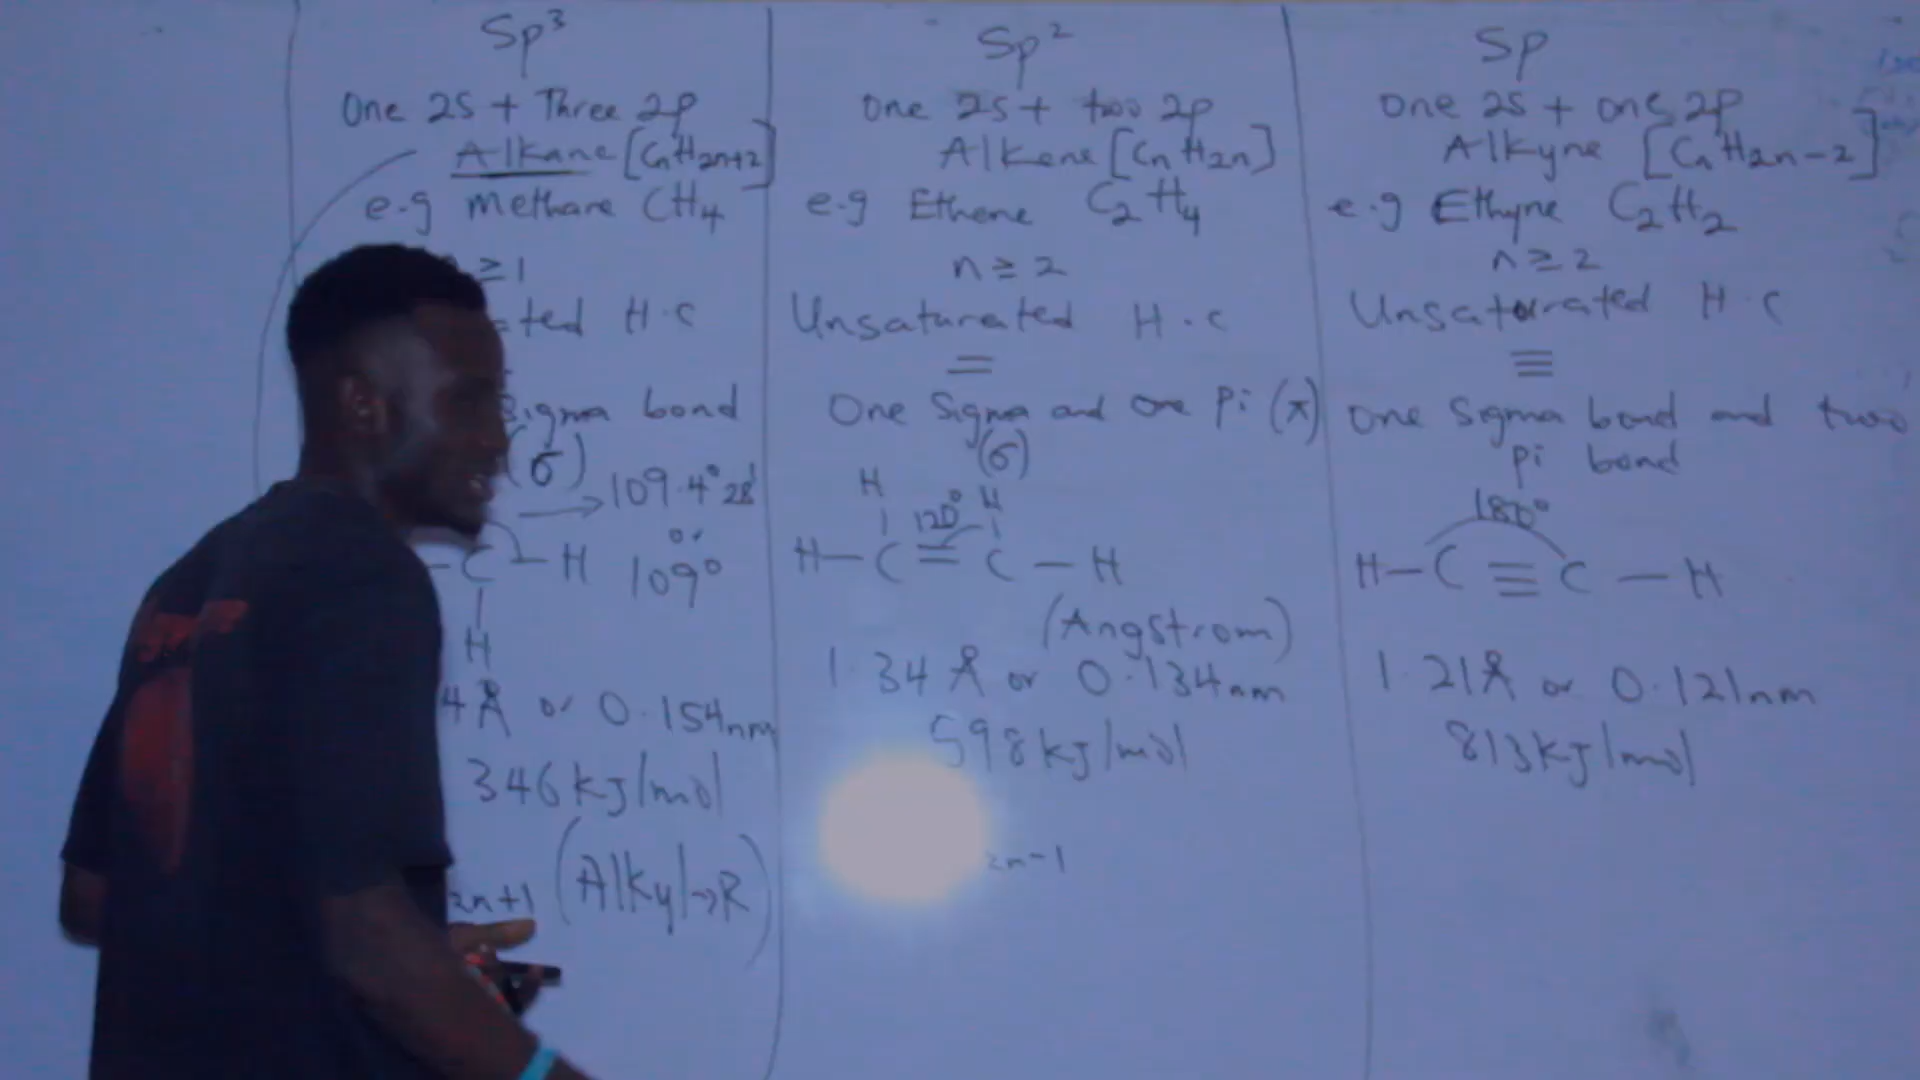 Sp³
One 2S + Three 2p
Alkane [CnH2n+2]
e.g Methane CH4
≥1
ted H.C
Sigma bond
(σ)
109.4°28'
or
109°
C - H
H
4Å or 0.154nm
346kJ/mol
2n+1 (Alkyl→R)
Sp²
One 2S + two 2p
Alkene [CnH2n]
e.g Ethene C2H4
n≥2
Unsaturated H.C
=
One Sigma and one Pi (π)
(σ)
H 120° H
H-C=C-H
(Angstrom)
1.34Å or 0.134nm
598kJ/mol
2n-1
Sp
One 2S + one 2p
Alkyne [CnH2n-2]
e.g Ethyne C2H2
n≥2
Unsaturated H.C
≡
One Sigma bond and two
Pi bond
180°
H-C≡C-H
1.21Å or 0.121nm
813kJ/mol